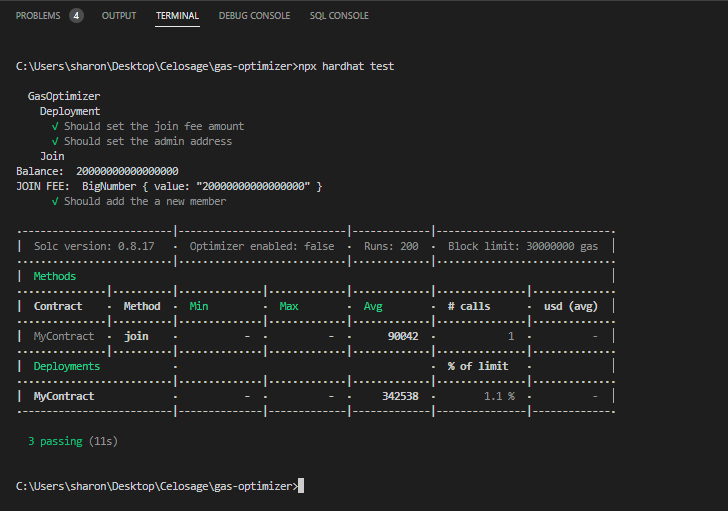 PROBLEMS 4 OUTPUT TERMINAL DEBUG CONSOLE SQL CONSOLE
C:\Users\sharon\Desktop\Celosage\gas-optimizer>npx hardhat test
GasOptimizer
Deployment
√ Should set the join fee amount
√ Should set the admin address
Join
Balance:  20000000000000000
JOIN FEE:  BigNumber { value: "20000000000000000" }
√ Should add the a new member
Solc version: 0.8.17 · Optimizer enabled: false · Runs: 200 · Block limit: 30000000 gas
Methods
Contract · Method · Min · Max · Avg · # calls · usd (avg)
MyContract · join · - · - · 90042 · 1 · -
Deployments · · % of limit ·
MyContract · - · - · 342538 · 1.1 % · -
3 passing (11s)
C:\Users\sharon\Desktop\Celosage\gas-optimizer>